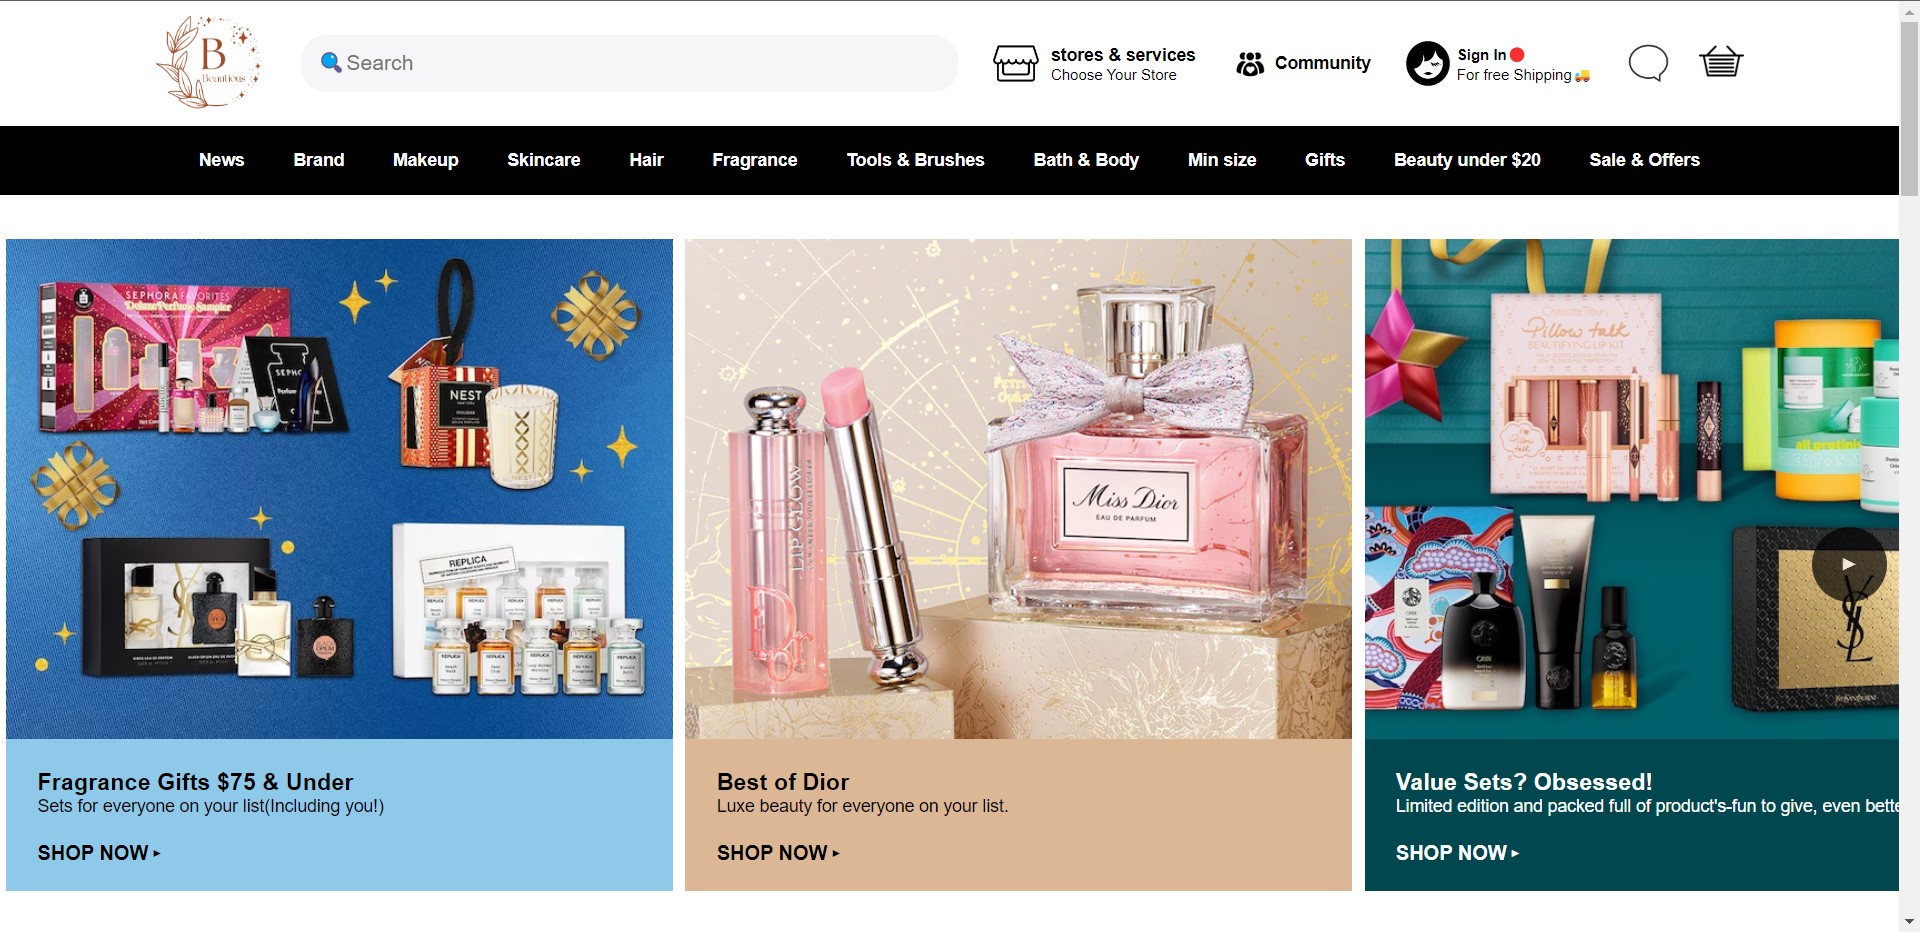 B
Beautious
Search
stores & services
Choose Your Store
Community
Sign In
For free Shipping
News
Brand
Makeup
Skincare
Hair
Fragrance
Tools & Brushes
Bath & Body
Min size
Gifts
Beauty under $20
Sale & Offers
SEPHORA FAVORITES
Deluxe Perfume Sampler
NEST
REPLICA
DIOR
LIP GLOW
Miss Dior
EAU DE PARFUM
Charlotte Tilbury
Pillow talk
BEAUTIFYING LIP KIT
YSL
Fragrance Gifts $75 & Under
Sets for everyone on your list(Including you!)
SHOP NOW
Best of Dior
Luxe beauty for everyone on your list.
SHOP NOW
Value Sets? Obsessed!
Limited edition and packed full of product's-fun to give, even bette
SHOP NOW